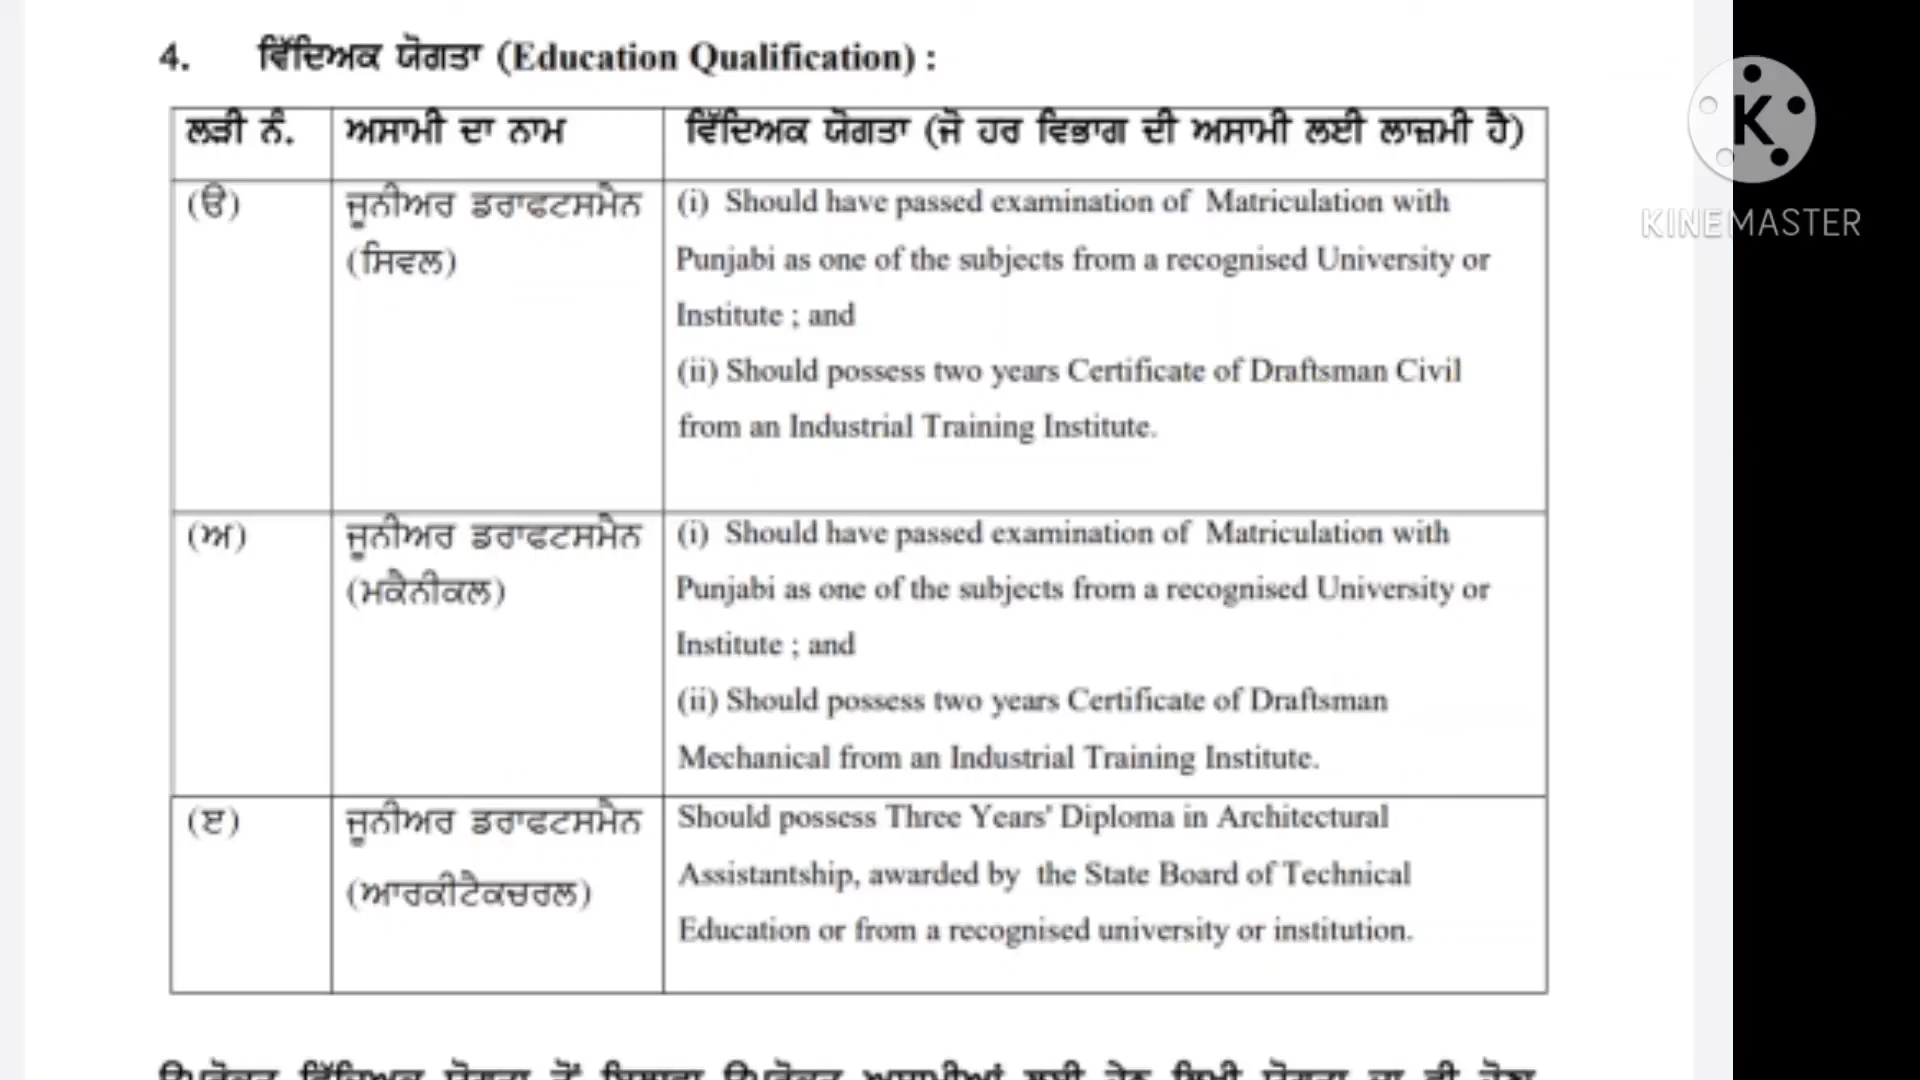 4. ਵਿੱਦਿਅਕ ਯੋਗਤਾ (Education Qualification) :
ਲੜੀ ਨੰ. ਅਸਾਮੀ ਦਾ ਨਾਮ ਵਿੱਦਿਅਕ ਯੋਗਤਾ (ਜੋ ਹਰ ਵਿਭਾਗ ਦੀ ਅਸਾਮੀ ਲਈ ਲਾਜ਼ਮੀ ਹੈ)
(ੳ) ਜੂਨੀਅਰ ਡਰਾਫਟਸਮੈਨ
(ਸਿਵਲ)
(i) Should have passed examination of Matriculation with
Punjabi as one of the subjects from a recognised University or
Institute ; and
(ii) Should possess two years Certificate of Draftsman Civil
from an Industrial Training Institute.
(ਅ) ਜੂਨੀਅਰ ਡਰਾਫਟਸਮੈਨ
(ਮਕੈਨੀਕਲ)
(i) Should have passed examination of Matriculation with
Punjabi as one of the subjects from a recognised University or
Institute ; and
(ii) Should possess two years Certificate of Draftsman
Mechanical from an Industrial Training Institute.
(ੲ) ਜੂਨੀਅਰ ਡਰਾਫਟਸਮੈਨ
(ਆਰਕੀਟੈਕਚਰਲ)
Should possess Three Years' Diploma in Architectural
Assistantship, awarded by the State Board of Technical
Education or from a recognised university or institution.
K
KINEMASTER